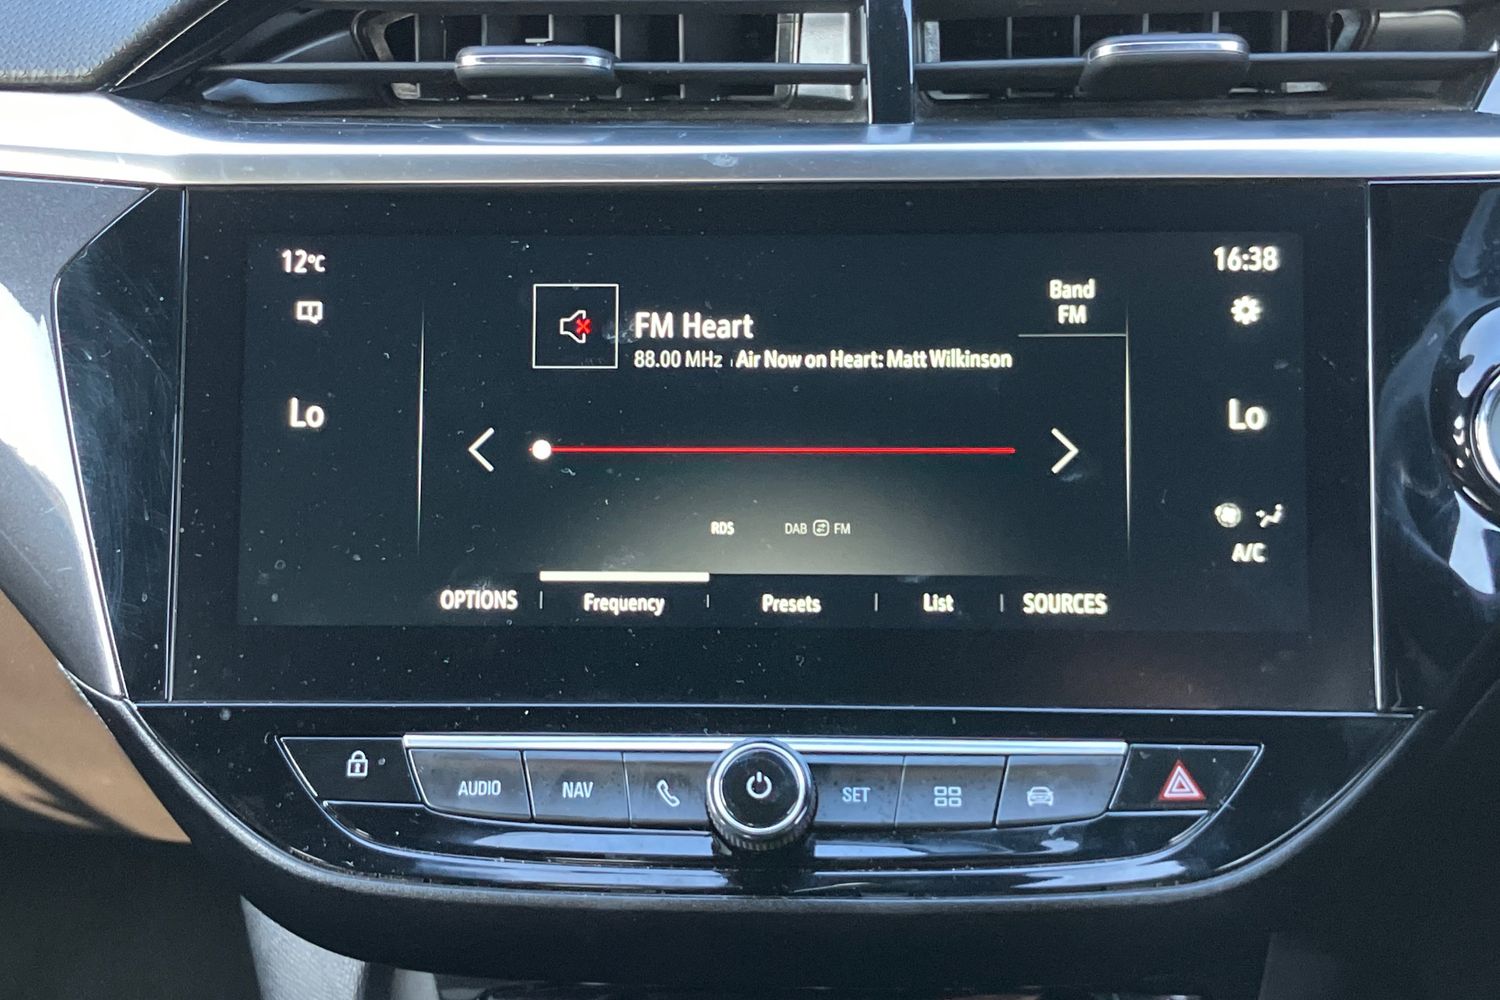 12°C
16:38
Band
FM
FM Heart
88.00 MHz Air Now on Heart: Matt Wilkinson
Lo
Lo
RDS DAB FM
A/C
OPTIONS Frequency Presets List SOURCES
AUDIO NAV SET